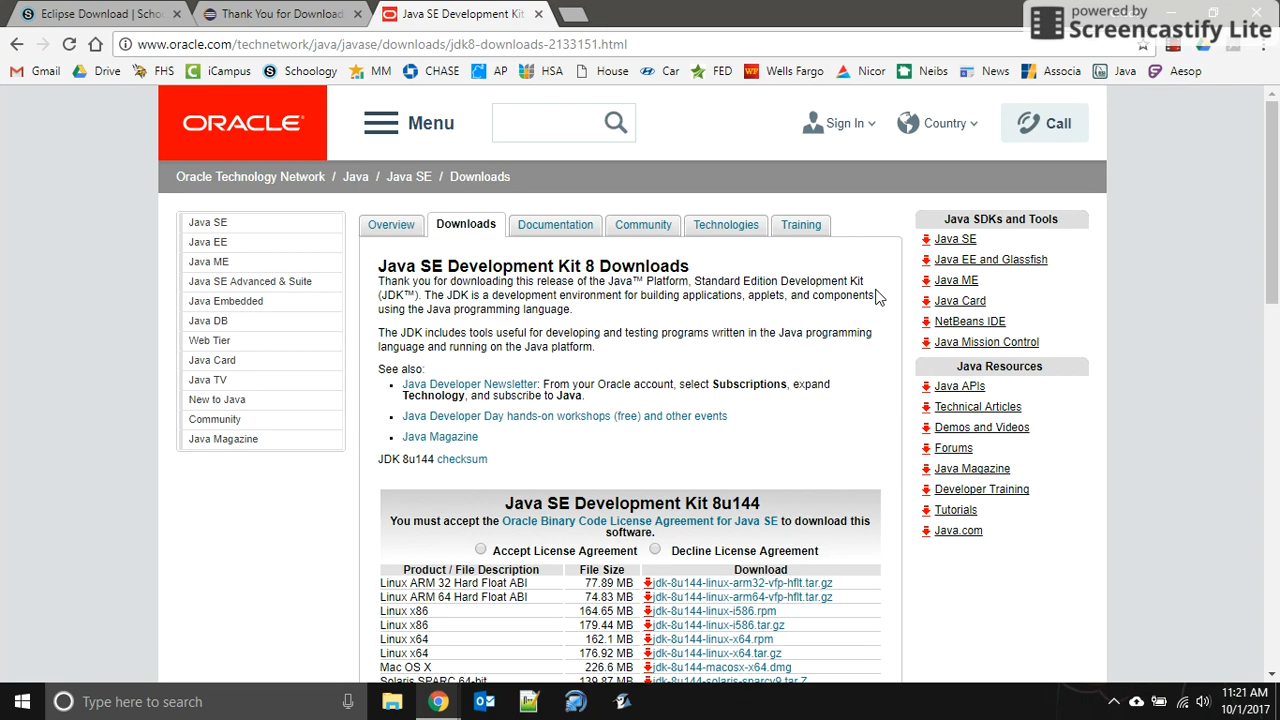 powered by
Screencastify Lite
Eclipse Download | Schoo
Thank You for Download
Java SE Development Kit
www.oracle.com/technetwork/java/javase/downloads/jdk
oads-2133151.html
Gmail
Drive
FHS
iCampus
Schoology
MM
CHASE
AP
HSA
House
Car
FED
Wells Fargo
Nicor
Neibs
News
Associa
Java
Aesop
ORACLE
Menu
Sign In
Country
Call
Oracle Technology Network / Java / Java SE / Downloads
Java SE
Java EE
Java ME
Java SE Advanced & Suite
Java Embedded
Java DB
Web Tier
Java Card
Java TV
New to Java
Community
Java Magazine
Overview
Downloads
Documentation
Community
Technologies
Training
Java SE Development Kit 8 Downloads
Thank you for downloading this release of the Java™ Platform, Standard Edition Development Kit
(JDK™). The JDK is a development environment for building applications, applets, and components
using the Java programming language.
The JDK includes tools useful for developing and testing programs written in the Java programming
language and running on the Java platform.
See also:
Java Developer Newsletter: From your Oracle account, select Subscriptions, expand
Technology, and subscribe to Java.
Java Developer Day hands-on workshops (free) and other events
Java Magazine
JDK 8u144 checksum
Java SE Development Kit 8u144
You must accept the Oracle Binary Code License Agreement for Java SE to download this
software.
Accept License Agreement
Decline License Agreement
Product / File Description File Size Download
Linux ARM 32 Hard Float ABI 77.89 MB jdk-8u144-linux-arm32-vfp-hflt.tar.gz
Linux ARM 64 Hard Float ABI 74.83 MB jdk-8u144-linux-arm64-vfp-hflt.tar.gz
Linux x86 164.65 MB jdk-8u144-linux-i586.rpm
Linux x86 179.44 MB jdk-8u144-linux-i586.tar.gz
Linux x64 162.1 MB jdk-8u144-linux-x64.rpm
Linux x64 176.92 MB jdk-8u144-linux-x64.tar.gz
Mac OS X 226.6 MB jdk-8u144-macosx-x64.dmg
Solaris SPARC 64-bit 139.87 MB jdk-8u144-solaris-sparcv9.tar.Z
Java SDKs and Tools
Java SE
Java EE and Glassfish
Java ME
Java Card
NetBeans IDE
Java Mission Control
Java Resources
Java APIs
Technical Articles
Demos and Videos
Forums
Java Magazine
Developer Training
Tutorials
Java.com
Type here to search
11:21 AM
10/1/2017